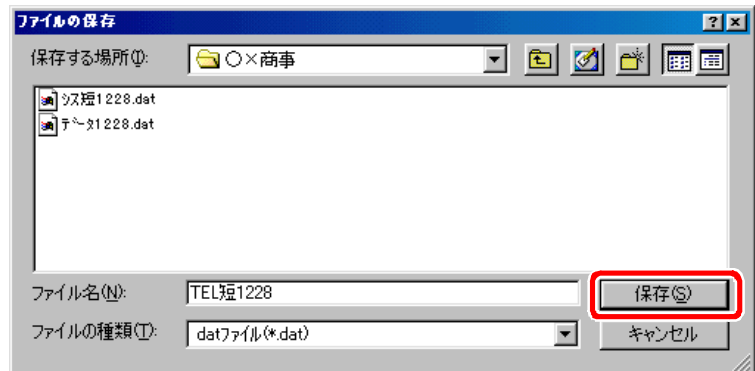 ファイルの保存
保存する場所(I):
○×商事
ｼｽ短1228.dat
ﾃﾞｰﾀ1228.dat
ファイル名(N):
TEL短1228
保存(S)
ファイルの種類(T):
datファイル(*.dat)
キャンセル